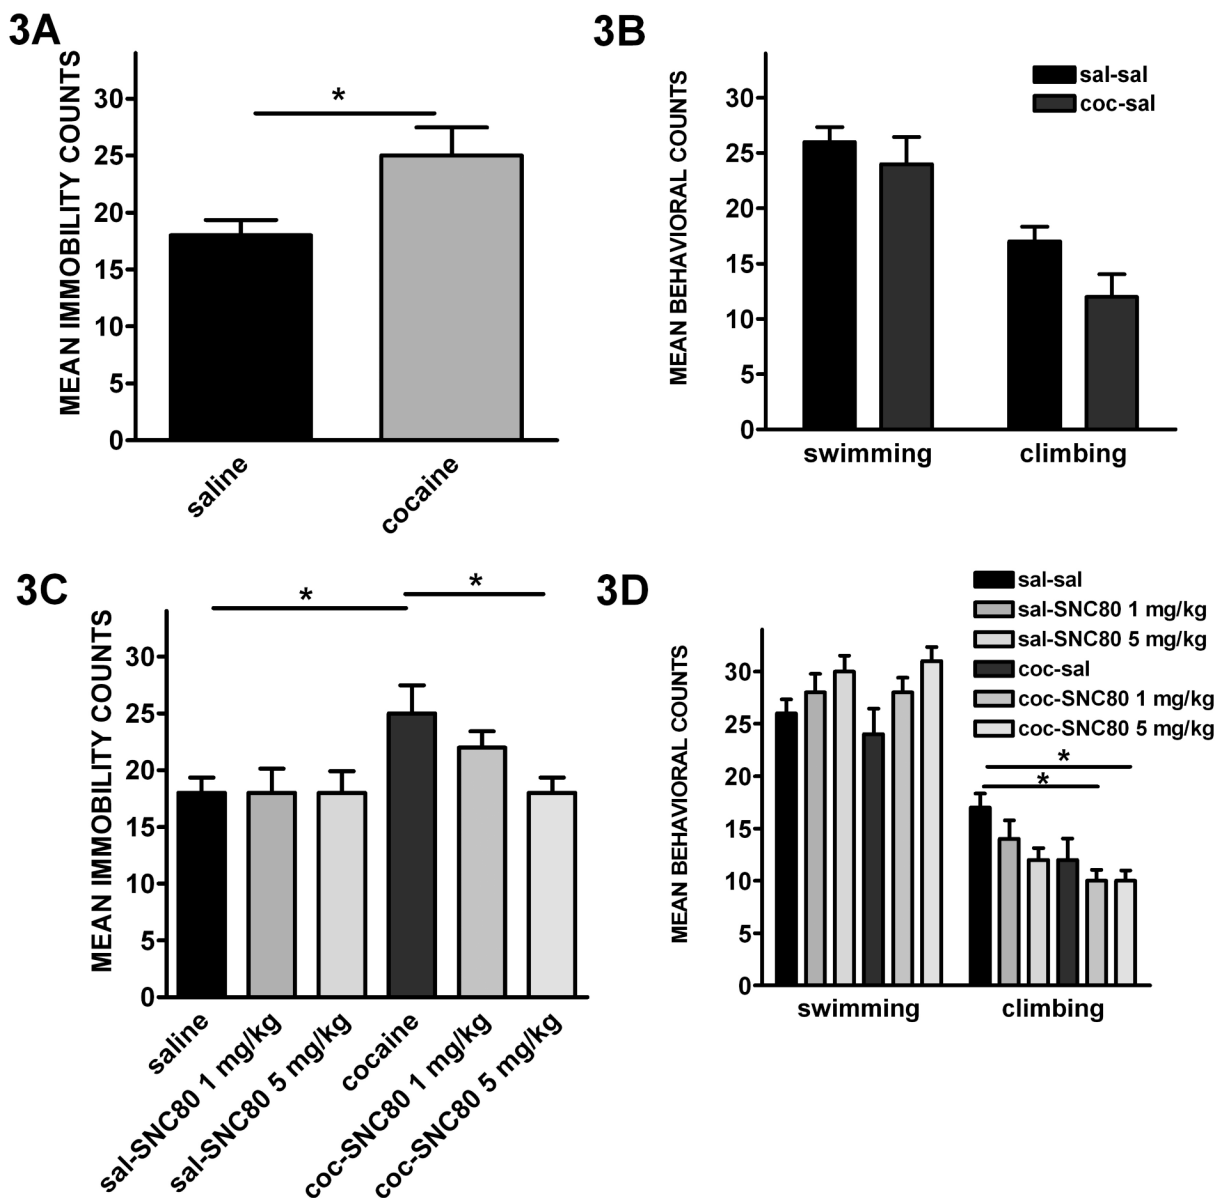 3A
MEAN IMMOBILITY COUNTS
30
25
20
15
10
5
0
*
saline
cocaine
3B
MEAN BEHAVIORAL COUNTS
30
25
20
15
10
5
0
sal-sal
coc-sal
swimming
climbing
3C
MEAN IMMOBILITY COUNTS
30
25
20
15
10
5
0
*
*
saline
sal-SNC80 1 mg/kg
sal-SNC80 5 mg/kg
cocaine
coc-SNC80 1 mg/kg
coc-SNC80 5 mg/kg
3D
MEAN BEHAVIORAL COUNTS
30
25
20
15
10
5
0
sal-sal
sal-SNC80 1 mg/kg
sal-SNC80 5 mg/kg
coc-sal
coc-SNC80 1 mg/kg
coc-SNC80 5 mg/kg
*
*
swimming
climbing